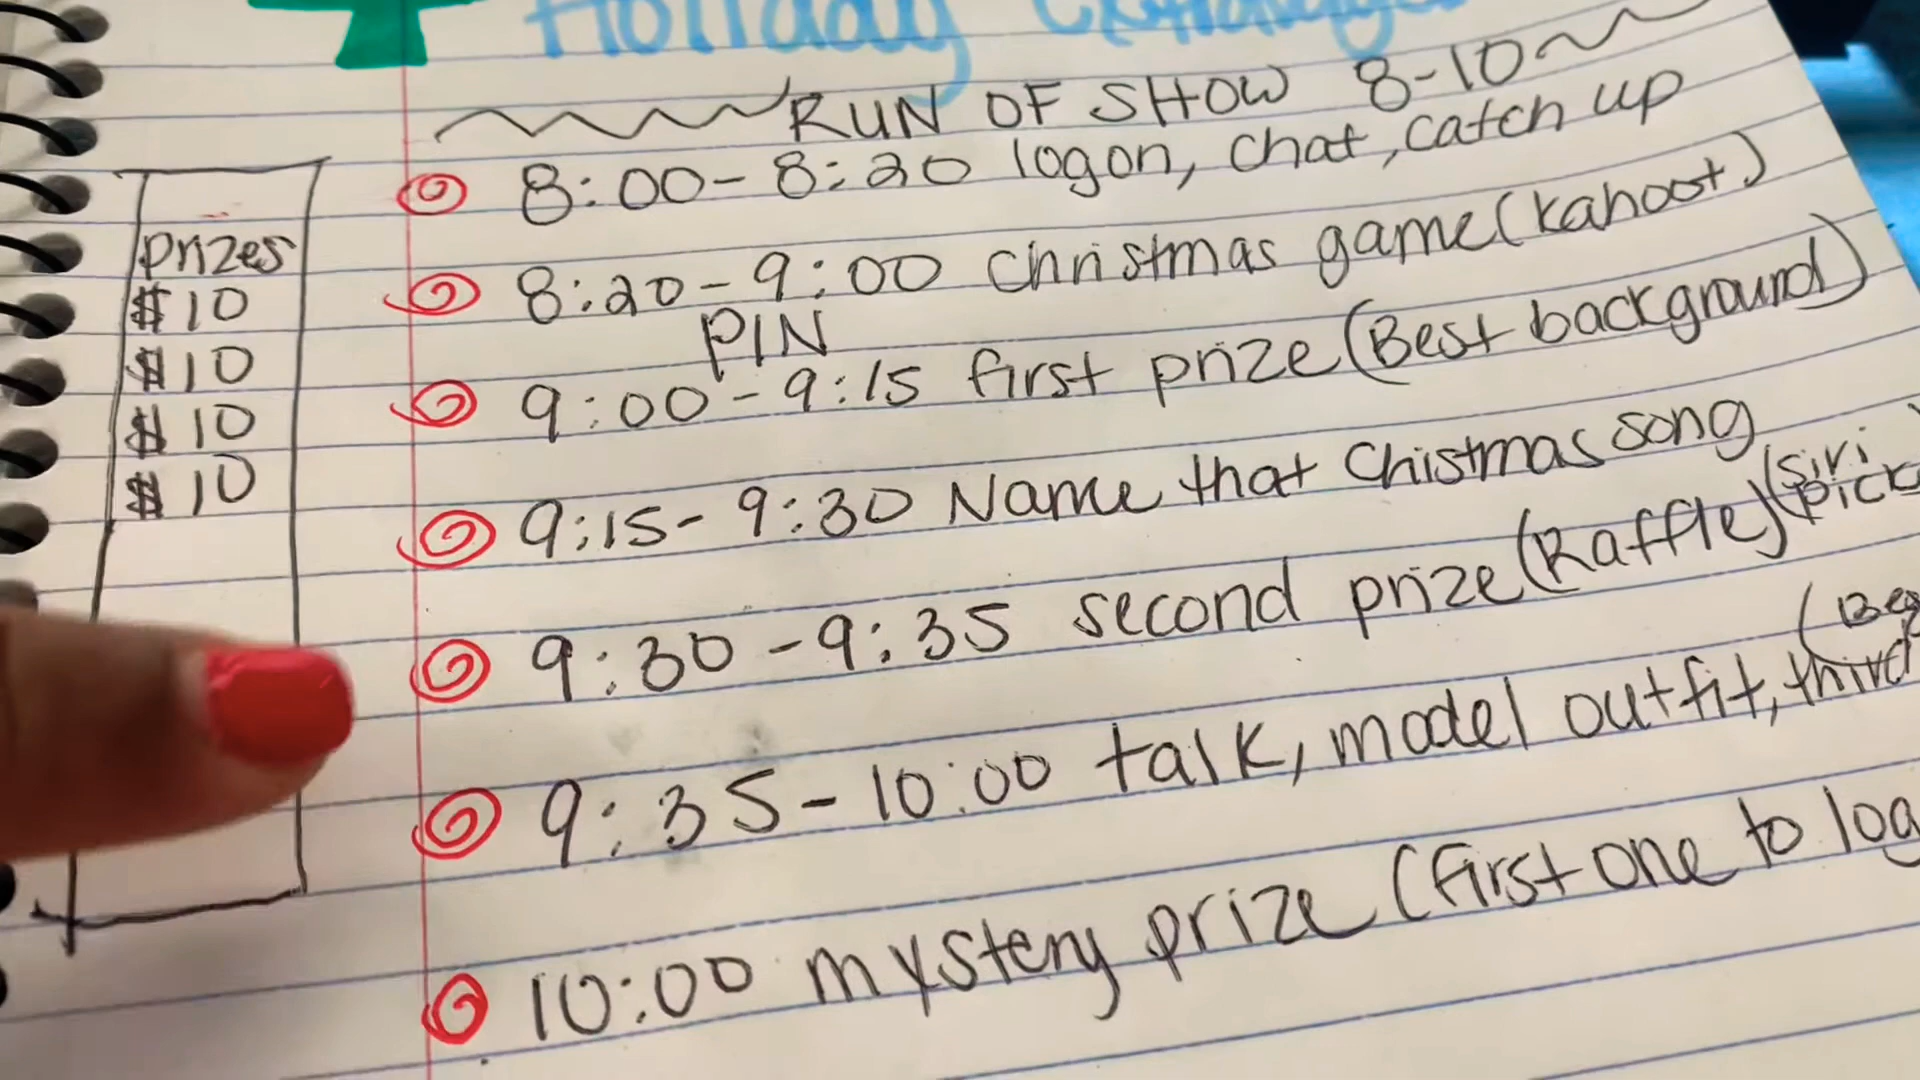 Holiday
RUN OF SHOW 8-10
8:00-8:20 logon, chat, catch up
8:20-9:00 Christmas game (Kahoot)
PIN
9:00-9:15 first prize (Best background)
9:15-9:30 Name that Chistmas song
9:30-9:35 second prize (Raffle) (Siri
pick
9:35-10:00 talk, model outfit, third
10:00 mystery prize (first one to log
prizes
$10
$10
$10
$10